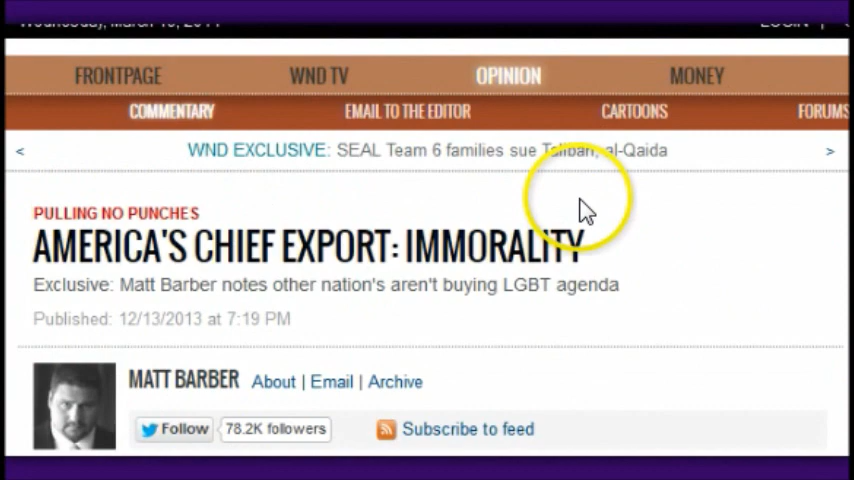 FRONTPAGE WND TV OPINION MONEY
COMMENTARY EMAIL TO THE EDITOR CARTOONS FORUMS
< WND EXCLUSIVE: SEAL Team 6 families sue Taliban, al-Qaida >
PULLING NO PUNCHES
AMERICA'S CHIEF EXPORT: IMMORALITY
Exclusive: Matt Barber notes other nation's aren't buying LGBT agenda
Published: 12/13/2013 at 7:19 PM
MATT BARBER About | Email | Archive
Follow 78.2K followers Subscribe to feed